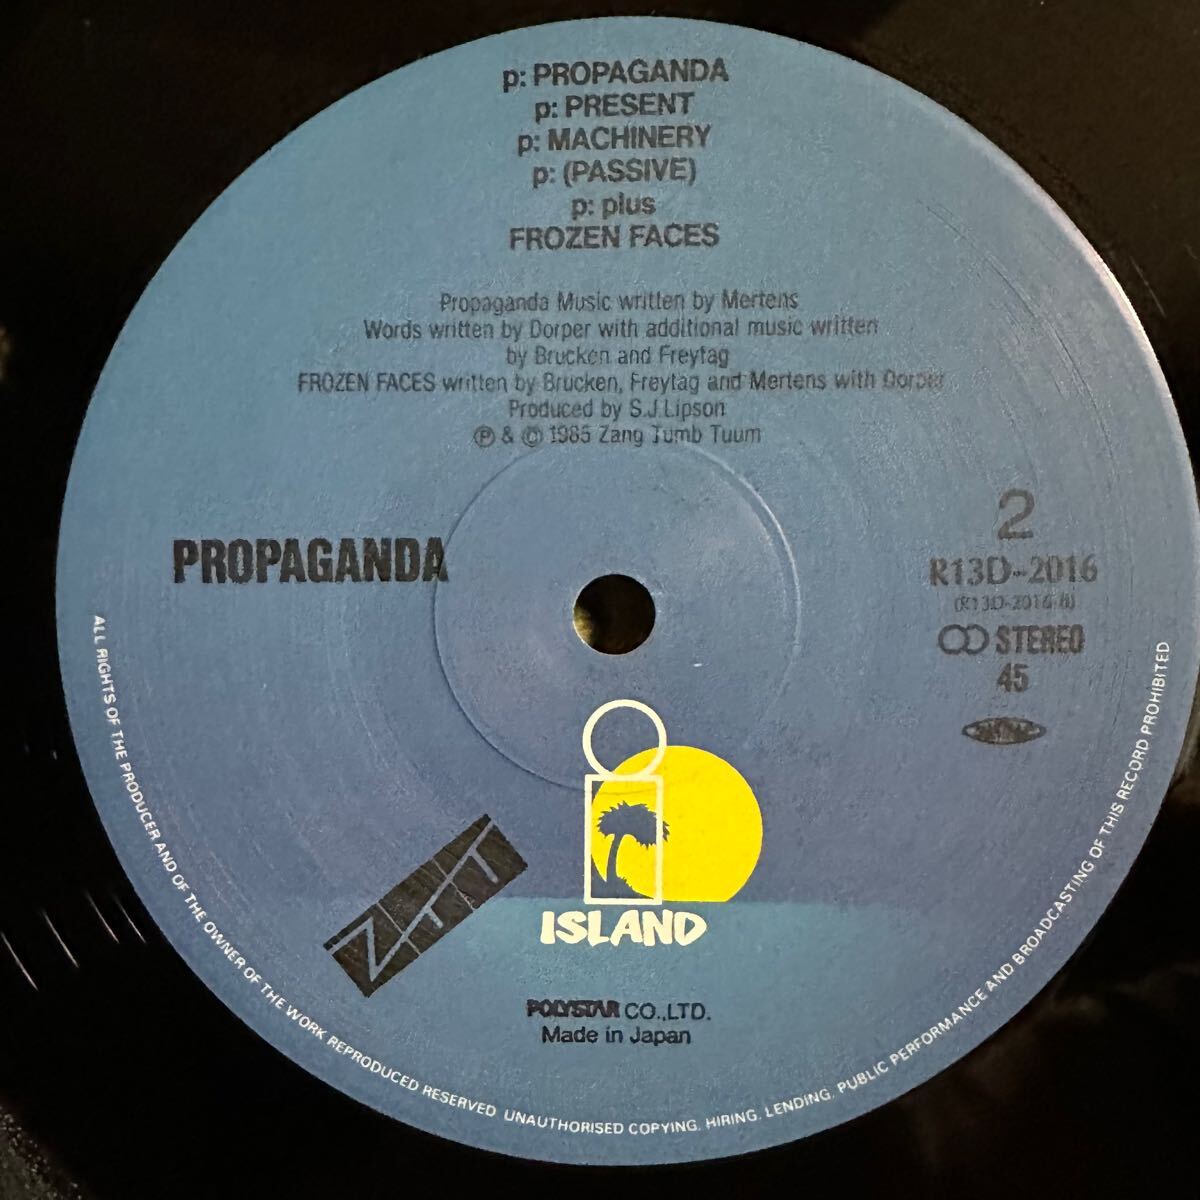 p: PROPAGANDA
p: PRESENT
p: MACHINERY
p: (PASSIVE)
p: plus
FROZEN FACES
Propaganda Music written by Mertens
Words written by Dorper with additional music written
by Brucken and Freytag
FROZEN FACES written by Brucken, Freytag and Mertens with Dorper
Produced by S.J.Lipson
Ⓟ & © 1985 Zang Tumb Tuum
PROPAGANDA
2
R13D-2016
(R13D-2016-B)
STEREO
45
ZTT
ISLAND
POLYSTAR CO.,LTD.
Made in Japan
ALL RIGHTS OF THE PRODUCER AND OF THE OWNER OF THE WORK REPRODUCED RESERVED UNAUTHORISED COPYING, HIRING, LENDING, PUBLIC PERFORMANCE AND BROADCASTING OF THIS RECORD PROHIBITED